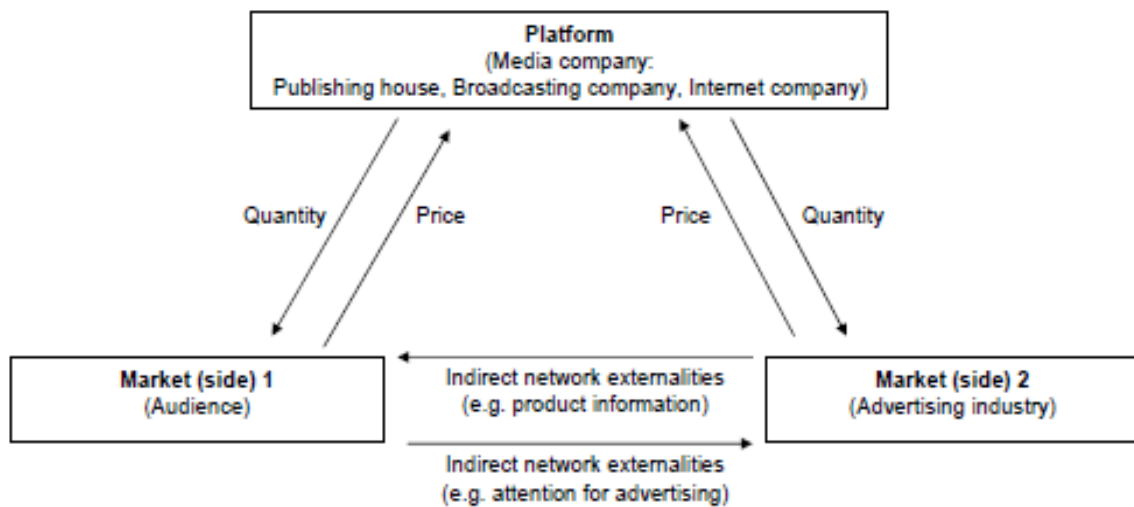 Platform
(Media company:
Publishing house, Broadcasting company, Internet company)
Quantity
Price
Price
Quantity
Market (side) 1
(Audience)
Indirect network externalities
(e.g. product information)
Market (side) 2
(Advertising industry)
Indirect network externalities
(e.g. attention for advertising)